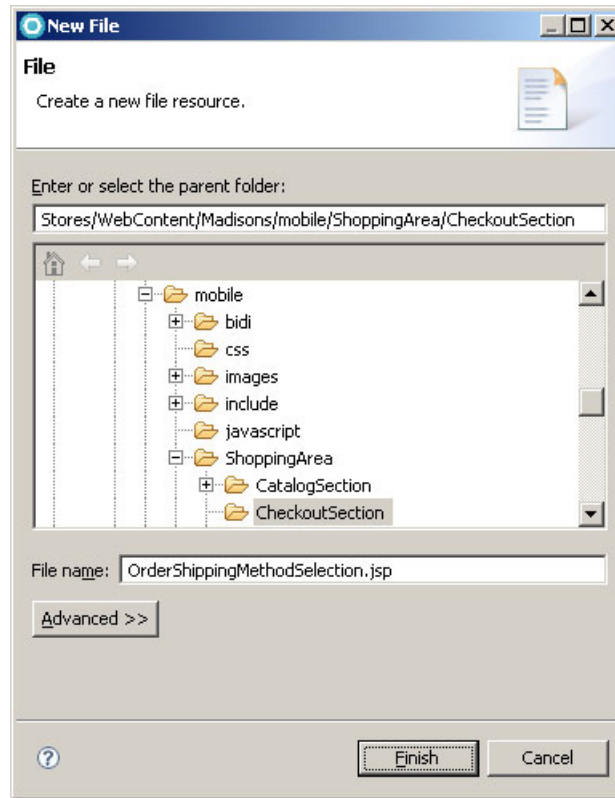 New File
File
Create a new file resource.
Enter or select the parent folder:
Stores/WebContent/Madisons/mobile/ShoppingArea/CheckoutSection
mobile
bidi
css
images
include
javascript
ShoppingArea
CatalogSection
CheckoutSection
File name: OrderShippingMethodSelection.jsp
Advanced >>
Finish Cancel